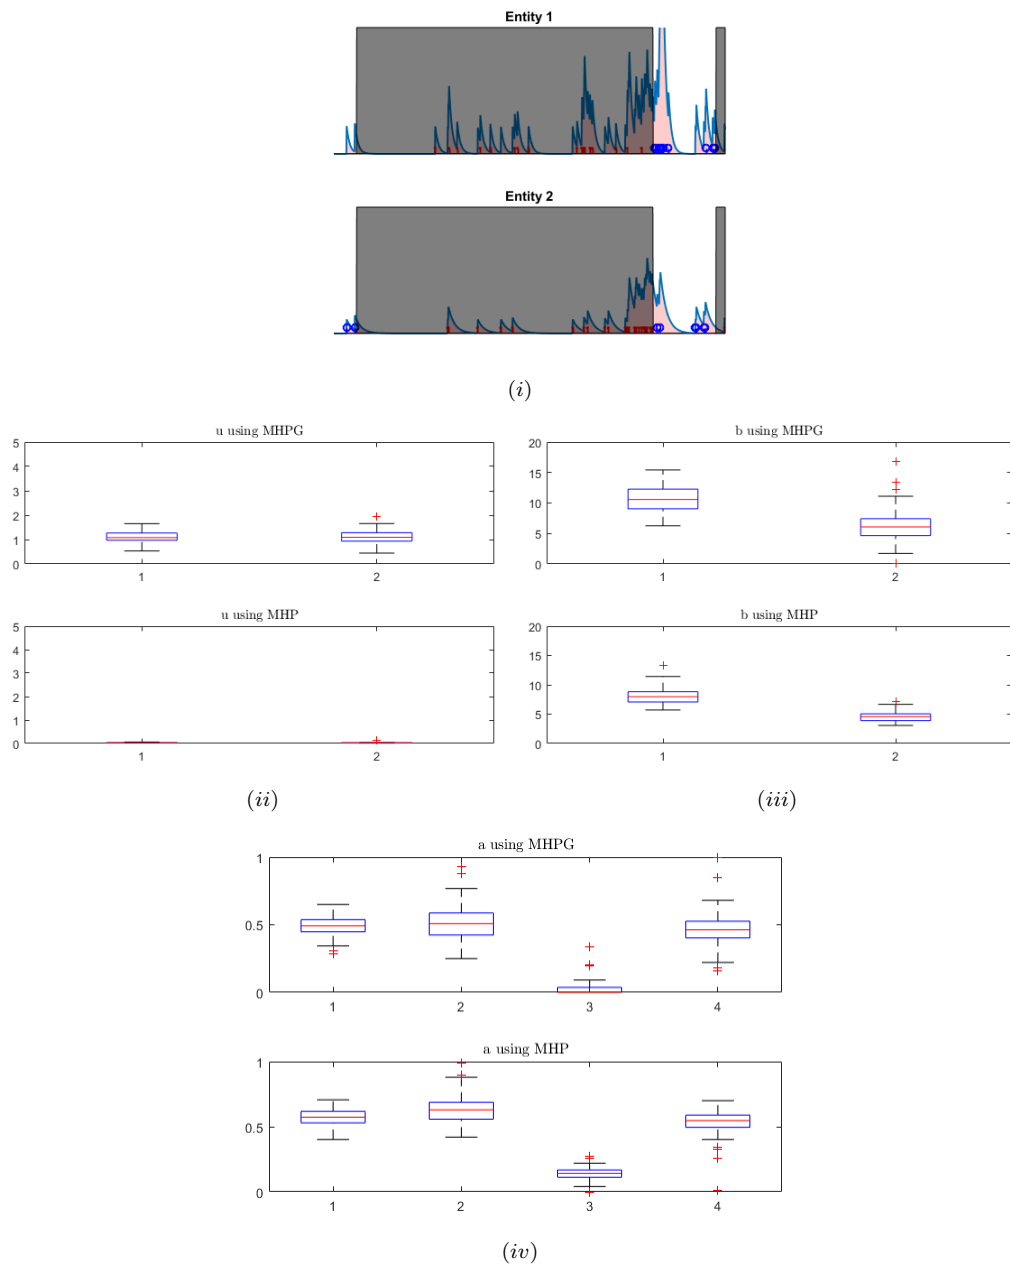 Entity 1
Entity 2
(i)
u using MHPG
5
4
3
2
1
0
1 2
b using MHPG
20
15
10
5
0
1 2
u using MHP
5
4
3
2
1
0
1 2
b using MHP
20
15
10
5
0
1 2
(ii)
(iii)
a using MHPG
1
0.5
0
1 2 3 4
a using MHP
1
0.5
0
1 2 3 4
(iv)